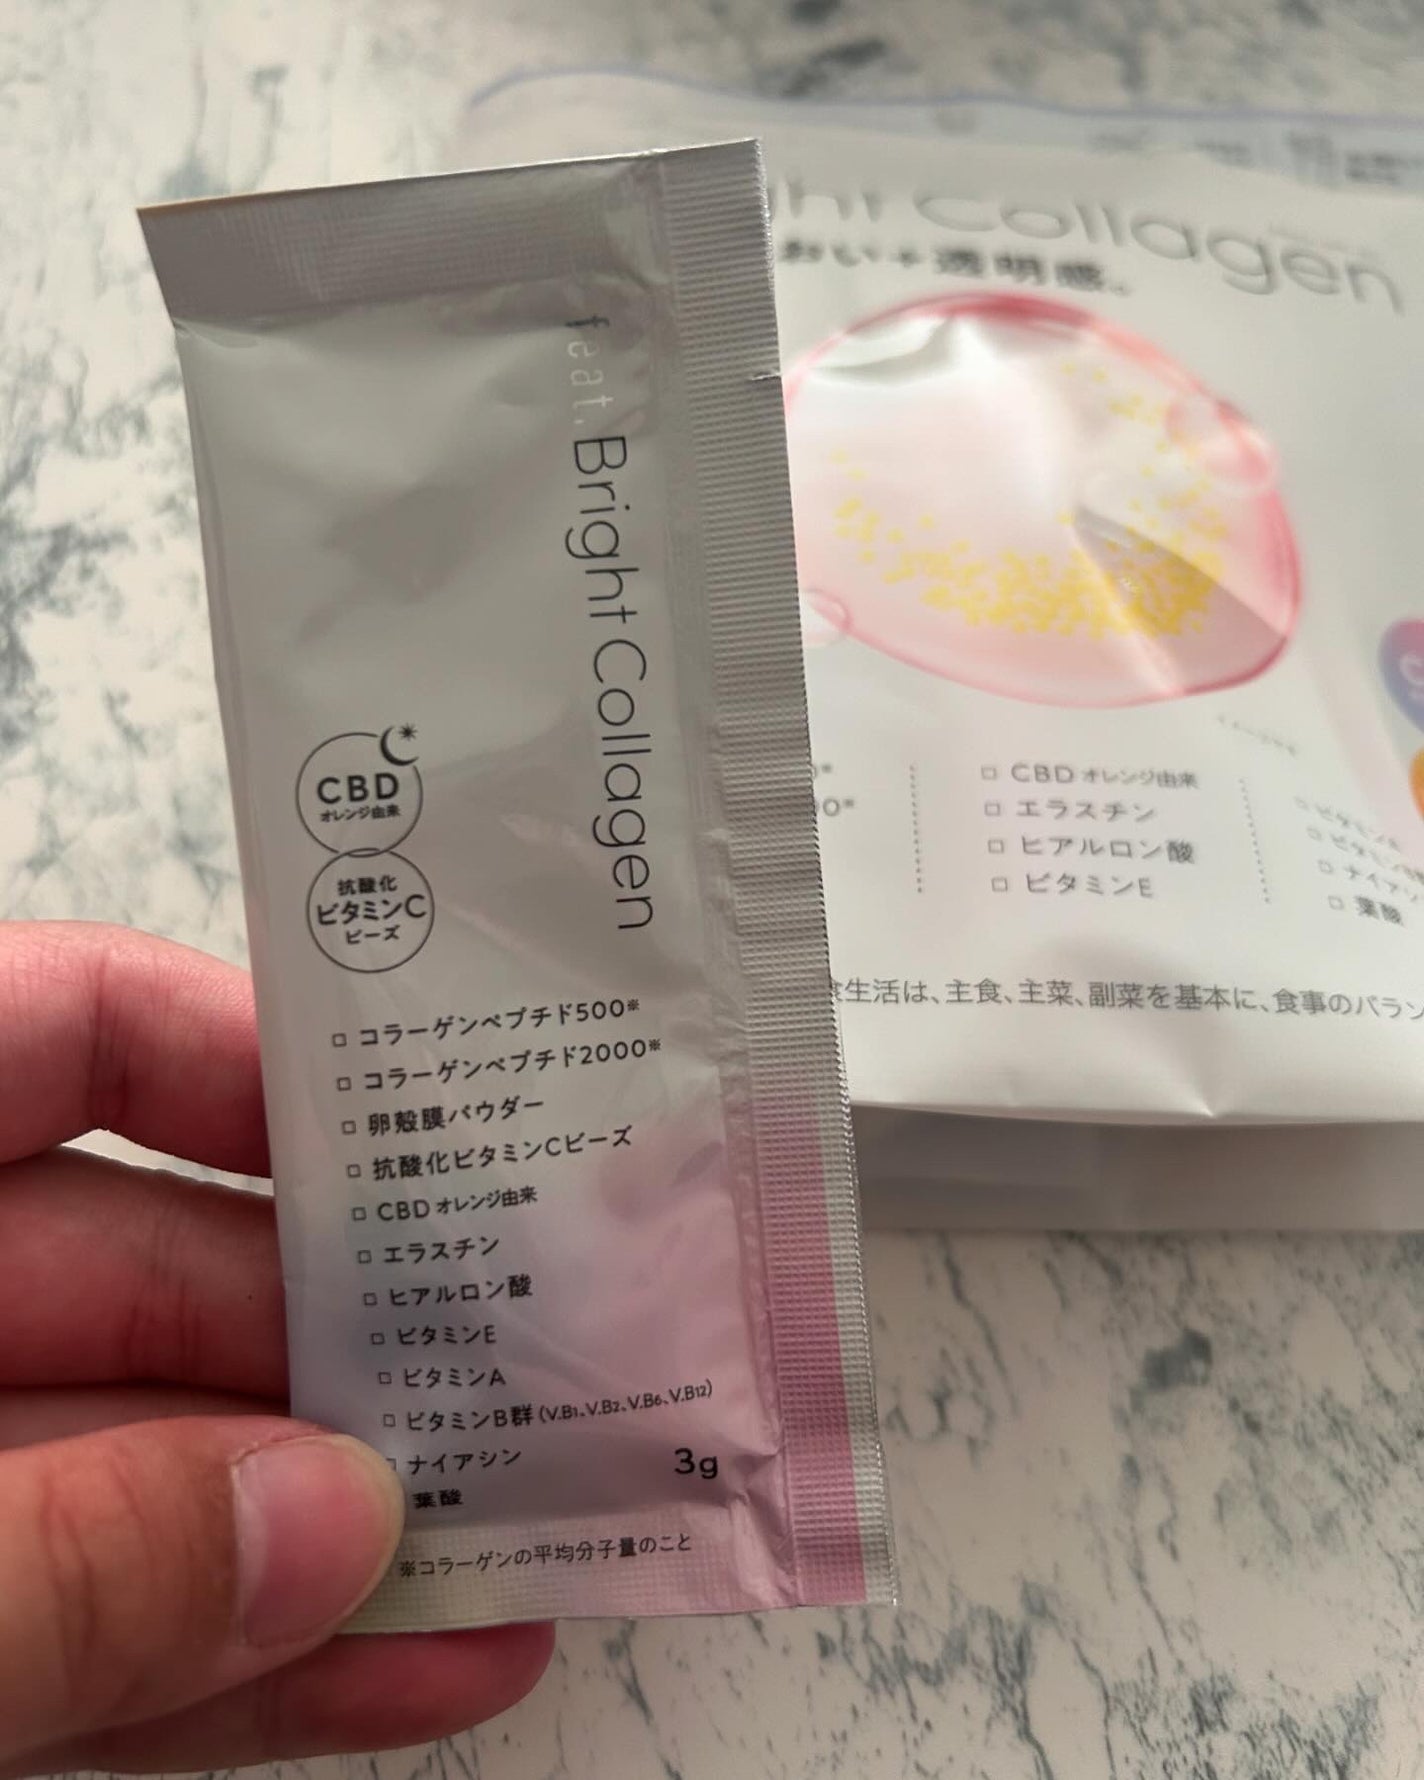 feat. Bright Collagen
CBD
オレンジ由来
抗酸化
ビタミンC
ビーズ
□ コラーゲンペプチド500※
□ コラーゲンペプチド2000※
□ 卵殻膜パウダー
□ 抗酸化ビタミンCビーズ
□ CBD オレンジ由来
□ エラスチン
□ ヒアルロン酸
□ ビタミンE
□ ビタミンA
□ ビタミンB群 (V.B1、V.B2、V.B6、V.B12)
□ ナイアシン
葉酸
3g
※コラーゲンの平均分子量のこと
ht Collagen
おい+透明感。
□ CBD オレンジ由来
□ エラスチン
□ ヒアルロン酸
□ ビタミンE
□ 葉酸
食生活は、主食、主菜、副菜を基本に、食事のバラン